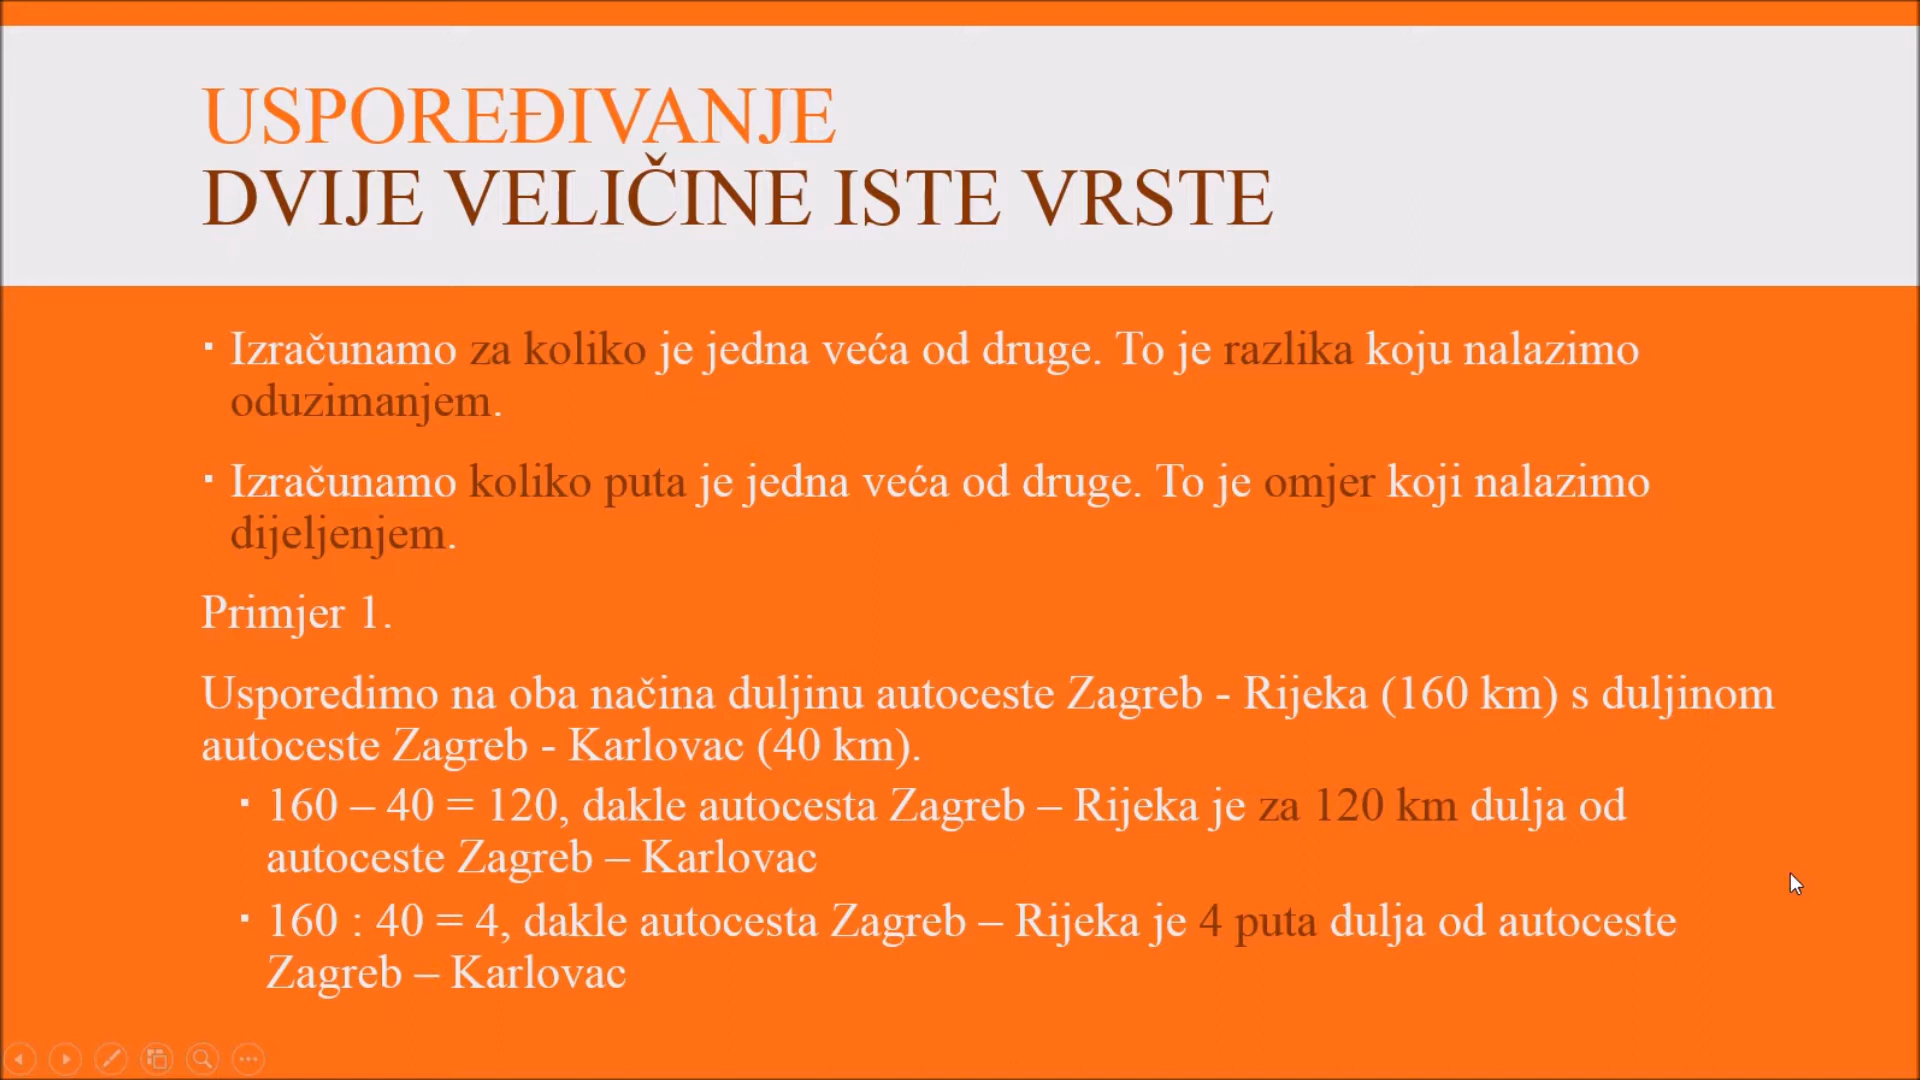 USPOREĐIVANJE
DVIJE VELIČINE ISTE VRSTE
▪ Izračunamo za koliko je jedna veća od druge. To je razlika koju nalazimo
oduzimanjem.
▪ Izračunamo koliko puta je jedna veća od druge. To je omjer koji nalazimo
dijeljenjem.
Primjer 1.
Usporedimo na oba načina duljinu autoceste Zagreb - Rijeka (160 km) s duljinom
autoceste Zagreb - Karlovac (40 km).
▪ 160 – 40 = 120, dakle autocesta Zagreb – Rijeka je za 120 km dulja od
autoceste Zagreb – Karlovac
▪ 160 : 40 = 4, dakle autocesta Zagreb – Rijeka je 4 puta dulja od autoceste
Zagreb – Karlovac